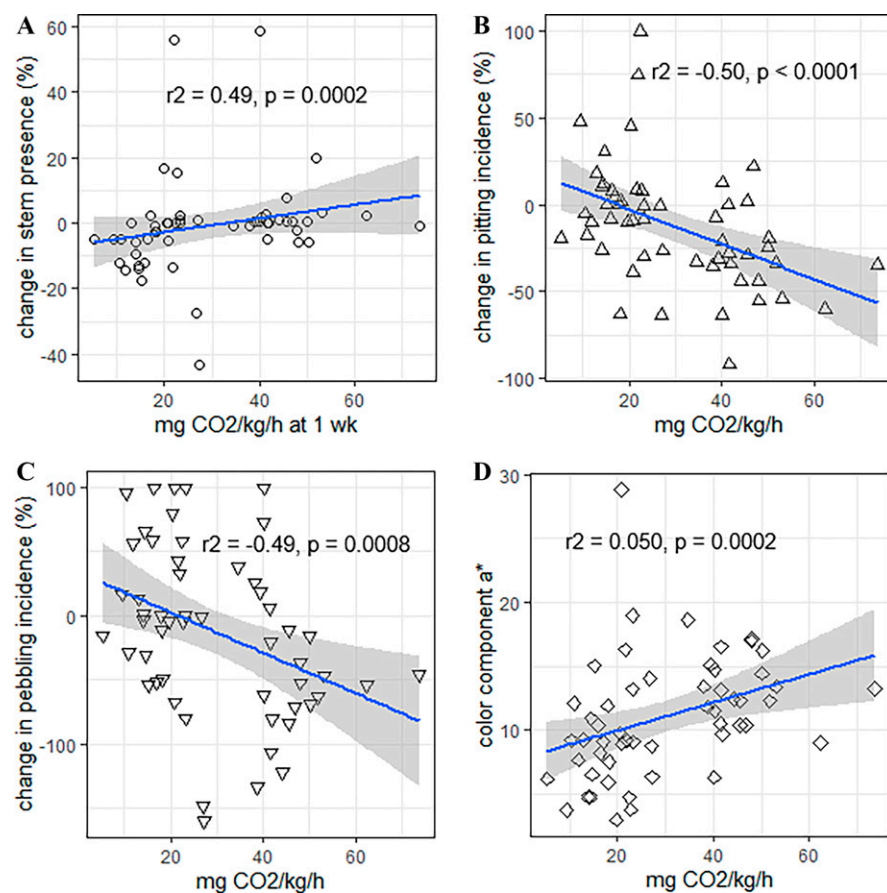 A
change in stem presence (%)
60
40
20
0
-20
-40
r2 = 0.49, p = 0.0002
20
40
60
mg CO2/kg/h at 1 wk
B
change in pitting incidence (%)
100
50
0
-50
-100
r2 = -0.50, p < 0.0001
20
40
60
mg CO2/kg/h
C
change in pebbling incidence (%)
100
0
-100
r2 = -0.49, p = 0.0008
20
40
60
mg CO2/kg/h
D
color component a*
30
20
10
r2 = 0.050, p = 0.0002
20
40
60
mg CO2/kg/h